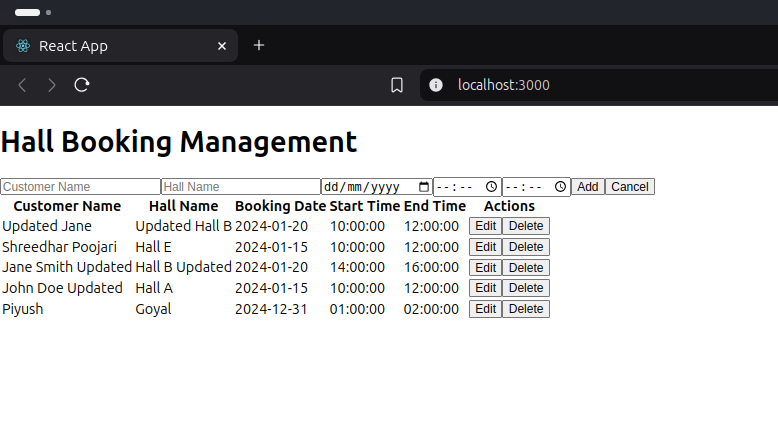 React App
localhost:3000
Hall Booking Management
Customer Name Hall Name dd/mm/yyyy --:-- --:-- Add Cancel
Customer Name Hall Name Booking Date Start Time End Time Actions
Updated Jane Updated Hall B 2024-01-20 10:00:00 12:00:00 Edit Delete
Shreedhar Poojari Hall E 2024-01-15 10:00:00 12:00:00 Edit Delete
Jane Smith Updated Hall B Updated 2024-01-20 14:00:00 16:00:00 Edit Delete
John Doe Updated Hall A 2024-01-15 10:00:00 12:00:00 Edit Delete
Piyush Goyal 2024-12-31 01:00:00 02:00:00 Edit Delete